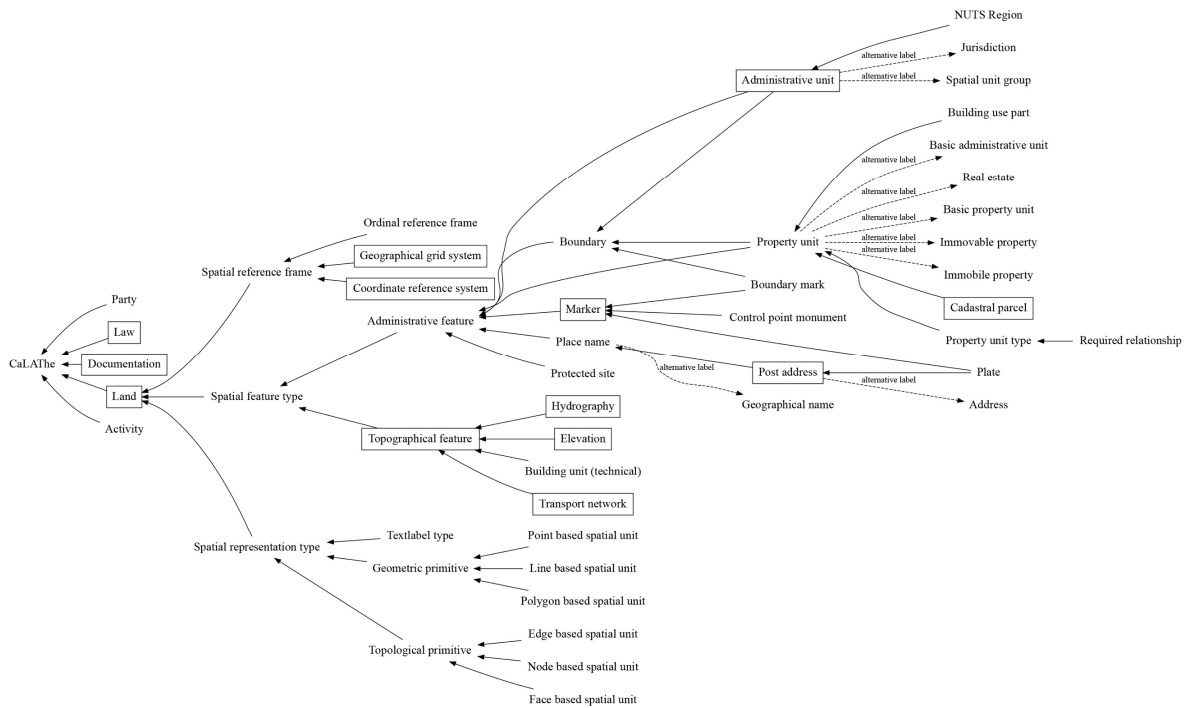 NUTS Region
Jurisdiction
alternative label
Administrative unit
alternative label
Spatial unit group
Building use part
Basic administrative unit
alternative label
Real estate
alternative label
Basic property unit
alternative label
Ordinal reference frame
Boundary
Property unit
alternative label
Immovable property
alternative label
Geographical grid system
Spatial reference frame
Immobile property
Coordinate reference system
Boundary mark
Party
Marker
Cadastral parcel
Administrative feature
Control point monument
Law
Place name
Property unit type
Required relationship
CaLAThe
Documentation
alternative label
Protected site
Post address
Plate
alternative label
Land
Spatial feature type
Hydrography
Geographical name
Address
Activity
Topographical feature
Elevation
Building unit (technical)
Transport network
Textlabel type
Point based spatial unit
Spatial representation type
Geometric primitive
Line based spatial unit
Polygon based spatial unit
Edge based spatial unit
Topological primitive
Node based spatial unit
Face based spatial unit